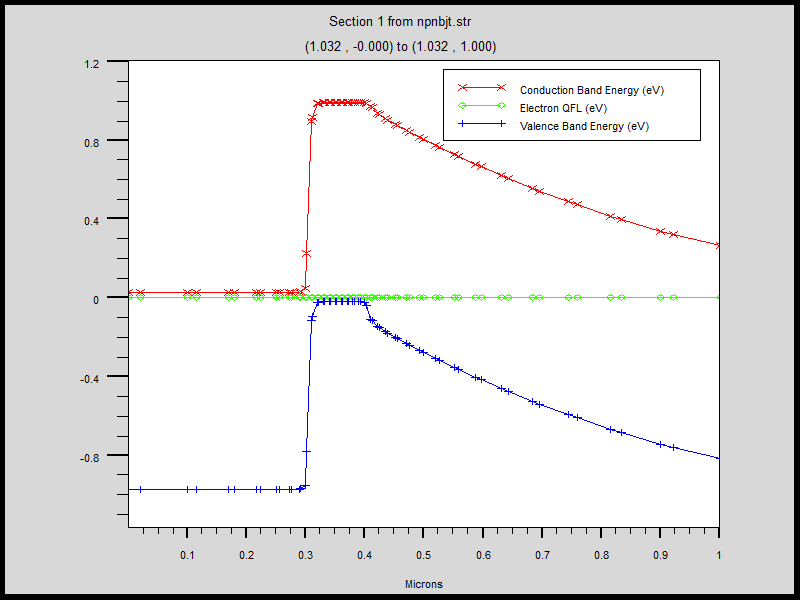 Section 1 from npnbjt.str
(1.032 , -0.000) to (1.032 , 1.000)
Conduction Band Energy (eV)
Electron QFL (eV)
Valence Band Energy (eV)
1.2
0.8
0.4
0
-0.4
-0.8
0.1 0.2 0.3 0.4 0.5 0.6 0.7 0.8 0.9 1
Microns